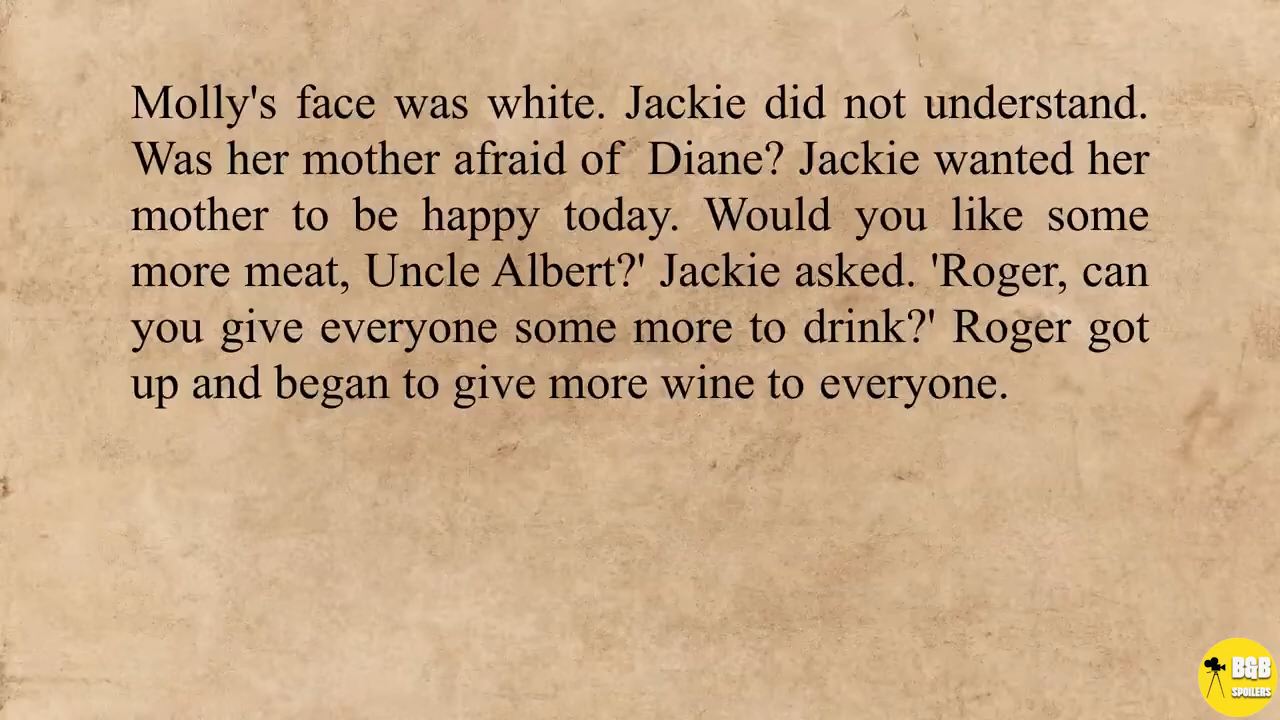 Molly's face was white. Jackie did not understand.
Was her mother afraid of  Diane? Jackie wanted her
mother to be happy today. Would you like some
more meat, Uncle Albert?' Jackie asked. 'Roger, can
you give everyone some more to drink?' Roger got
up and began to give more wine to everyone.
B&B
SPOILERS